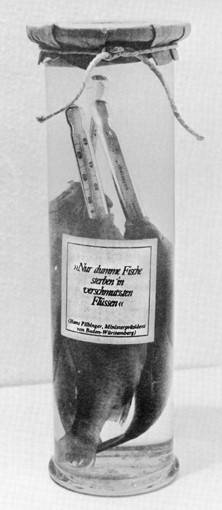 »Nur dumme Fische
sterben in
verschmutzten
Flüssen«
(Hans Filbinger, Ministerpräsident
von Baden-Württemberg)